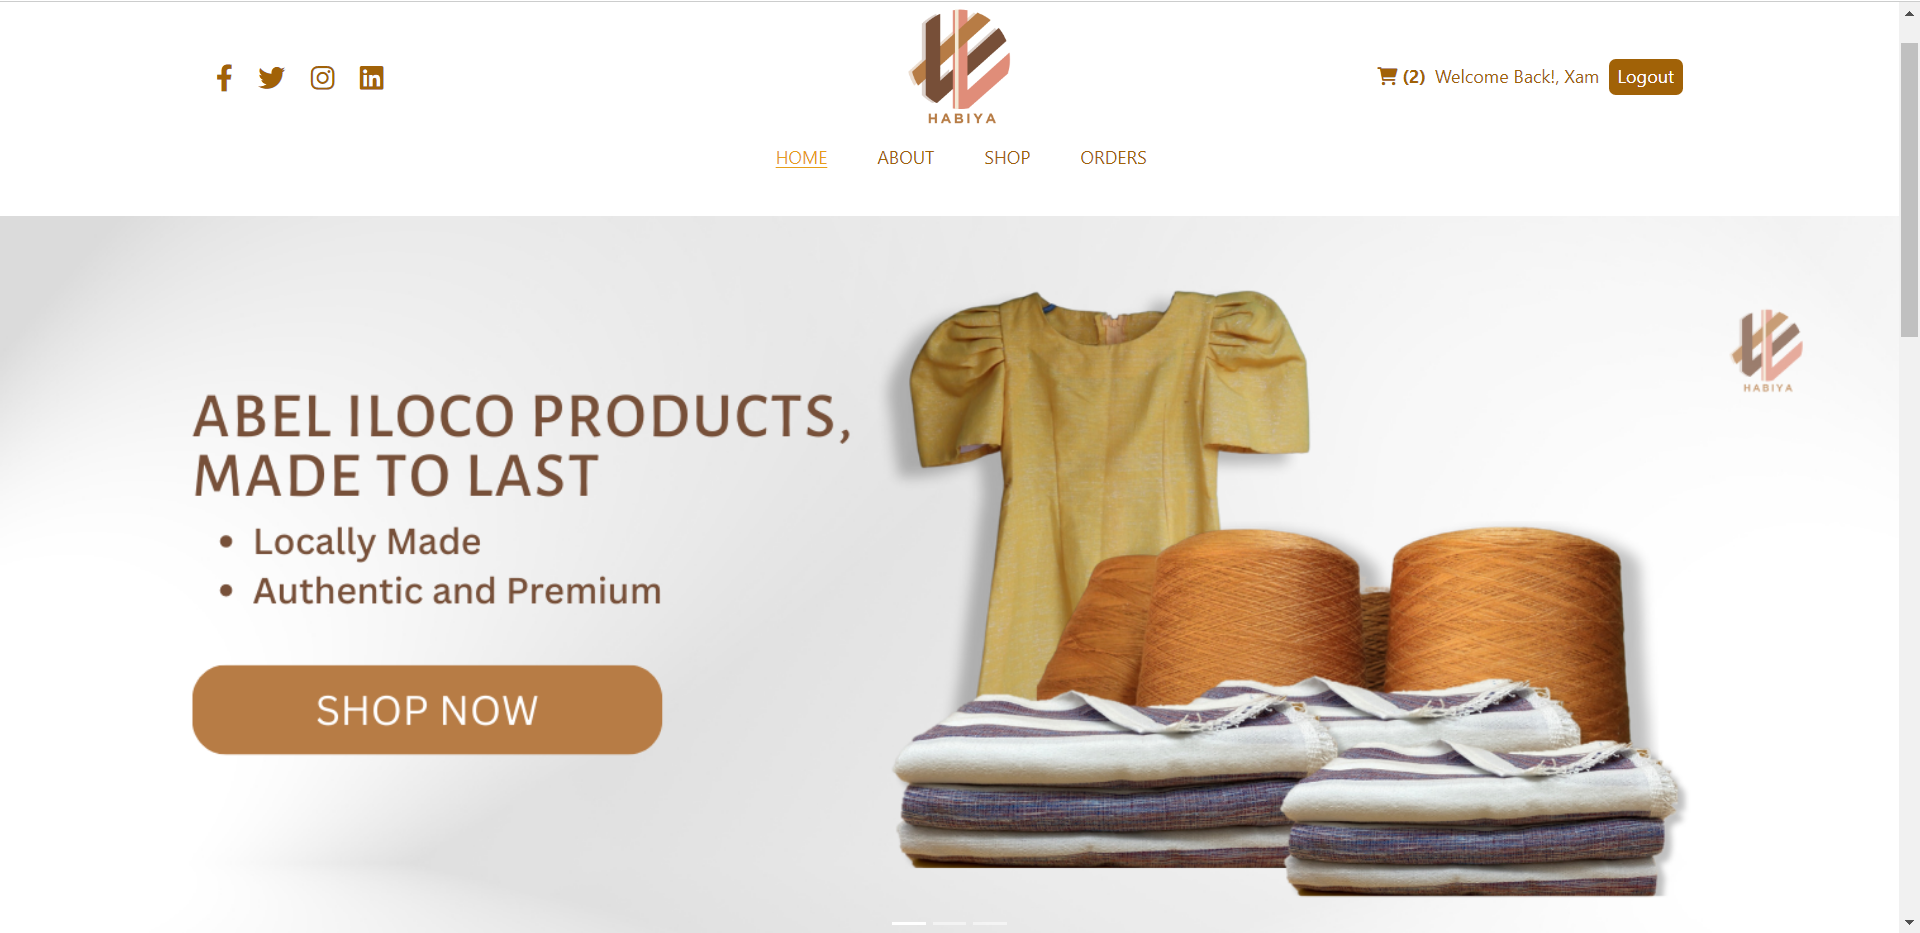 HABIYA
(2) Welcome Back!, Xam Logout
HOME ABOUT SHOP ORDERS
HABIYA
ABEL ILOCO PRODUCTS,
MADE TO LAST
• Locally Made
• Authentic and Premium
SHOP NOW